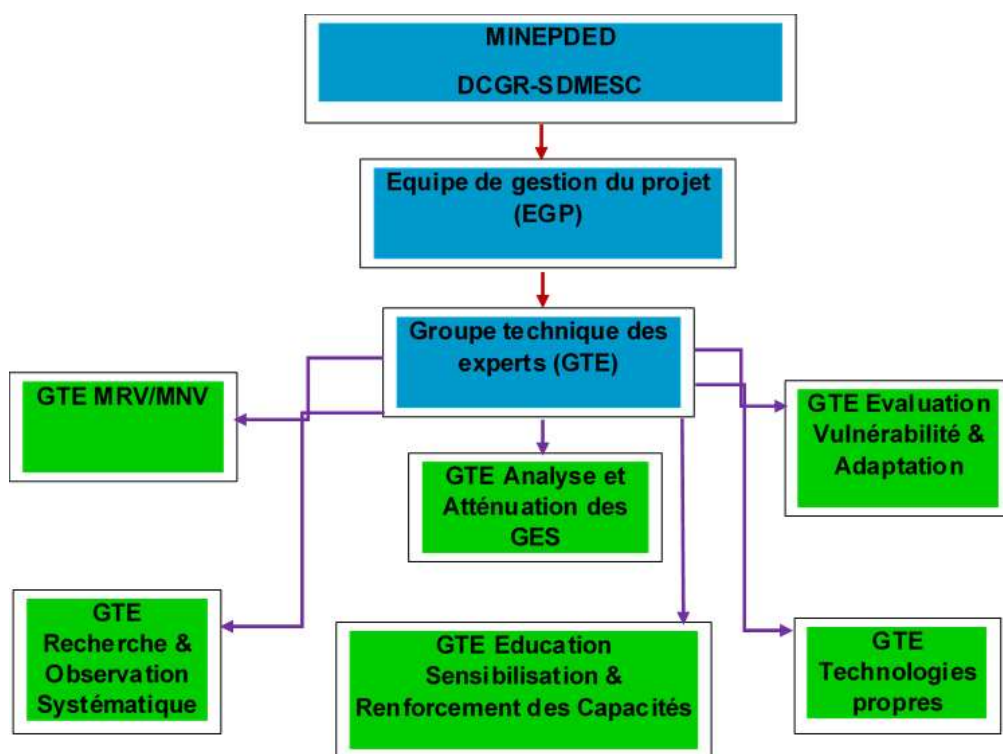 MINEPDED
DCGR-SDMESC
Equipe de gestion du projet
(EGP)
Groupe technique des
experts (GTE)
GTE MRV/MNV
GTE Evaluation
Vulnérabilité &
Adaptation
GTE Analyse et
Atténuation des
GES
GTE
Recherche &
Observation
Systématique
GTE Education
Sensibilisation &
Renforcement des Capacités
GTE
Technologies
propres